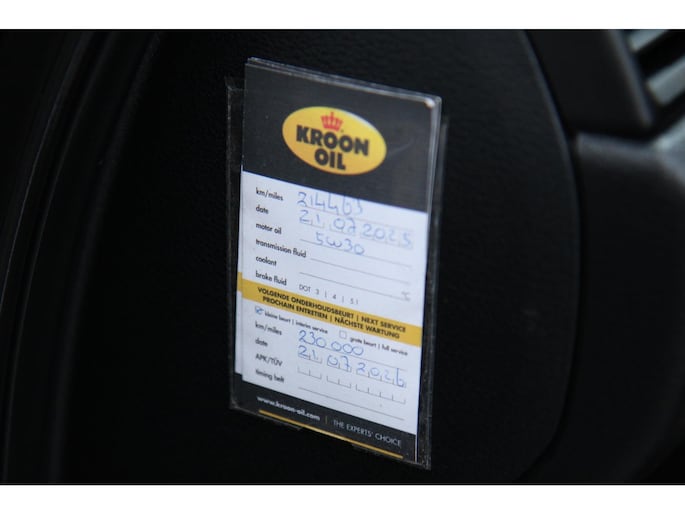 KROON
OIL
km/miles 214463
date 21 07 2025
motor oil 5W30
transmission fluid
coolant
brake fluid DOT 3 | 4 | 5.1 °C
VOLGENDE ONDERHOUDSBEURT | NEXT SERVICE
PROCHAIN ENTRETIEN | NÄCHSTE WARTUNG
kleine beurt | interim service grote beurt | full service
km/miles 230.000
date 21 07 2026
APK/TÜV
timing belt
www.kroon-oil.com | THE EXPERTS' CHOICE